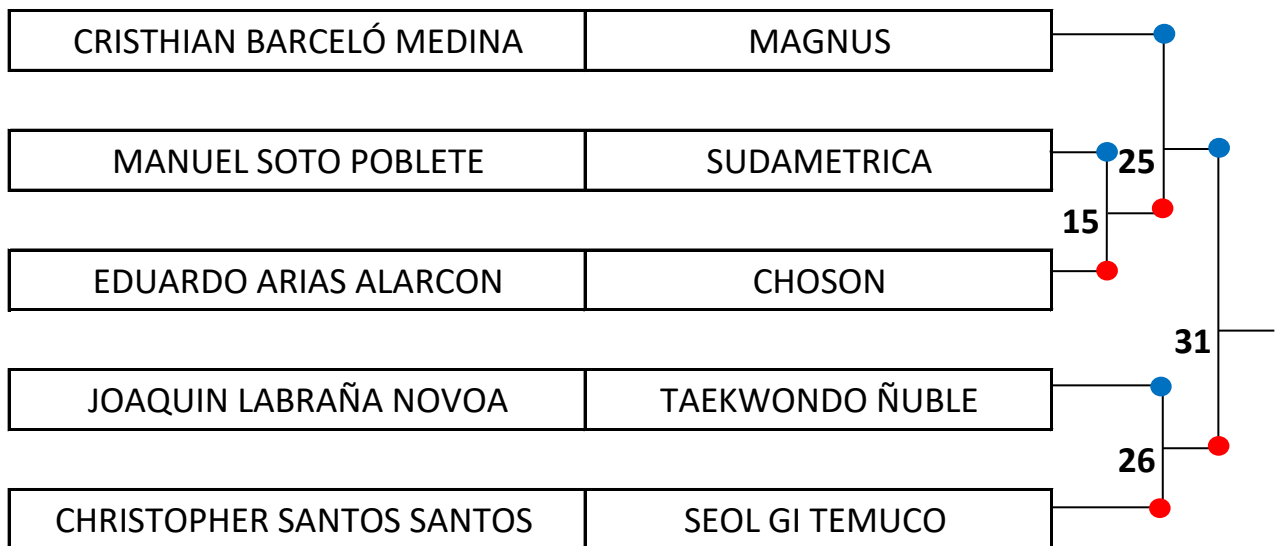 CRISTHIAN BARCELÓ MEDINA MAGNUS
MANUEL SOTO POBLETE SUDAMETRICA
25
15
EDUARDO ARIAS ALARCON CHOSON
31
JOAQUIN LABRAÑA NOVOA TAEKWONDO ÑUBLE
26
CHRISTOPHER SANTOS SANTOS SEOL GI TEMUCO